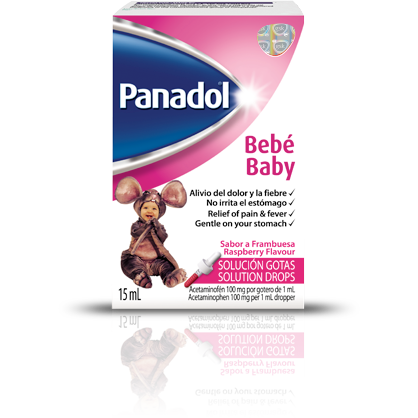 Panadol
Bebé
Baby
Alivio del dolor y la fiebre ✓
No irrita el estómago ✓
Relief of pain & fever ✓
Gentle on your stomach ✓
Sabor a Frambuesa
Raspberry Flavour
SOLUCIÓN GOTAS
SOLUTION DROPS
Acetaminofén 100 mg por gotero de 1 mL
Acetaminophen 100 mg per 1 mL dropper
15 mL